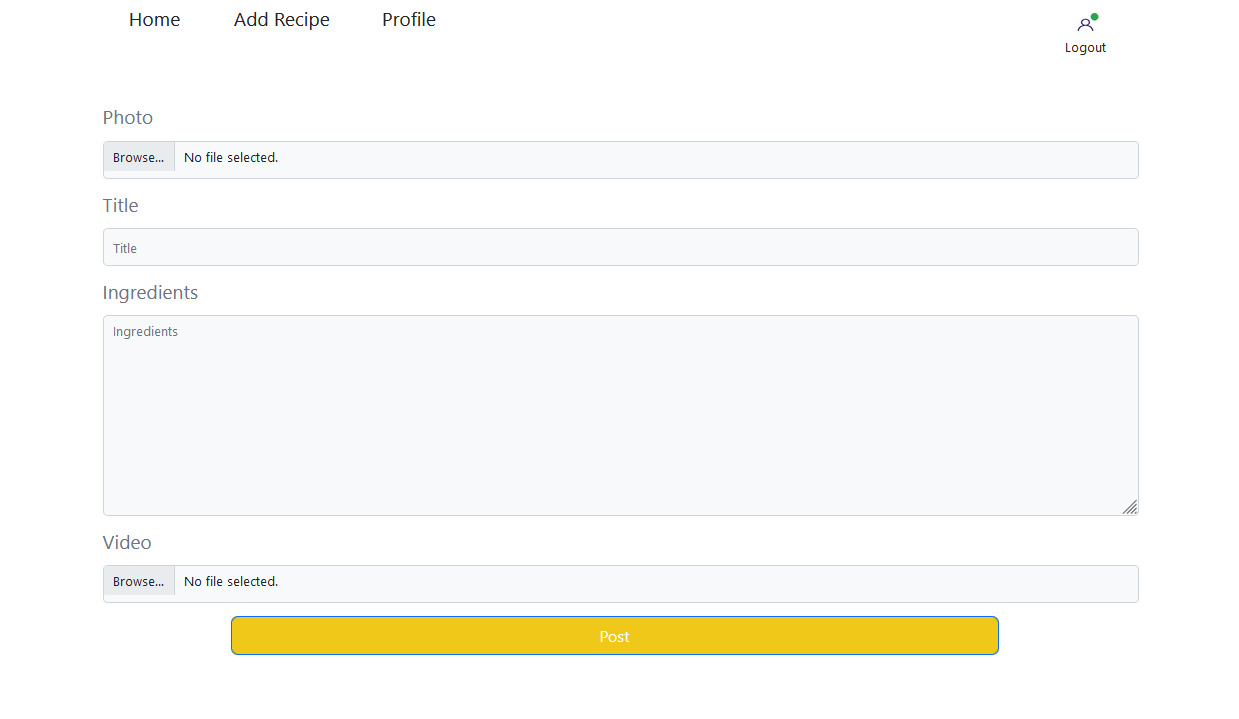 Home Add Recipe Profile
Logout
Photo
Browse... No file selected.
Title
Title
Ingredients
Ingredients
Video
Browse... No file selected.
Post